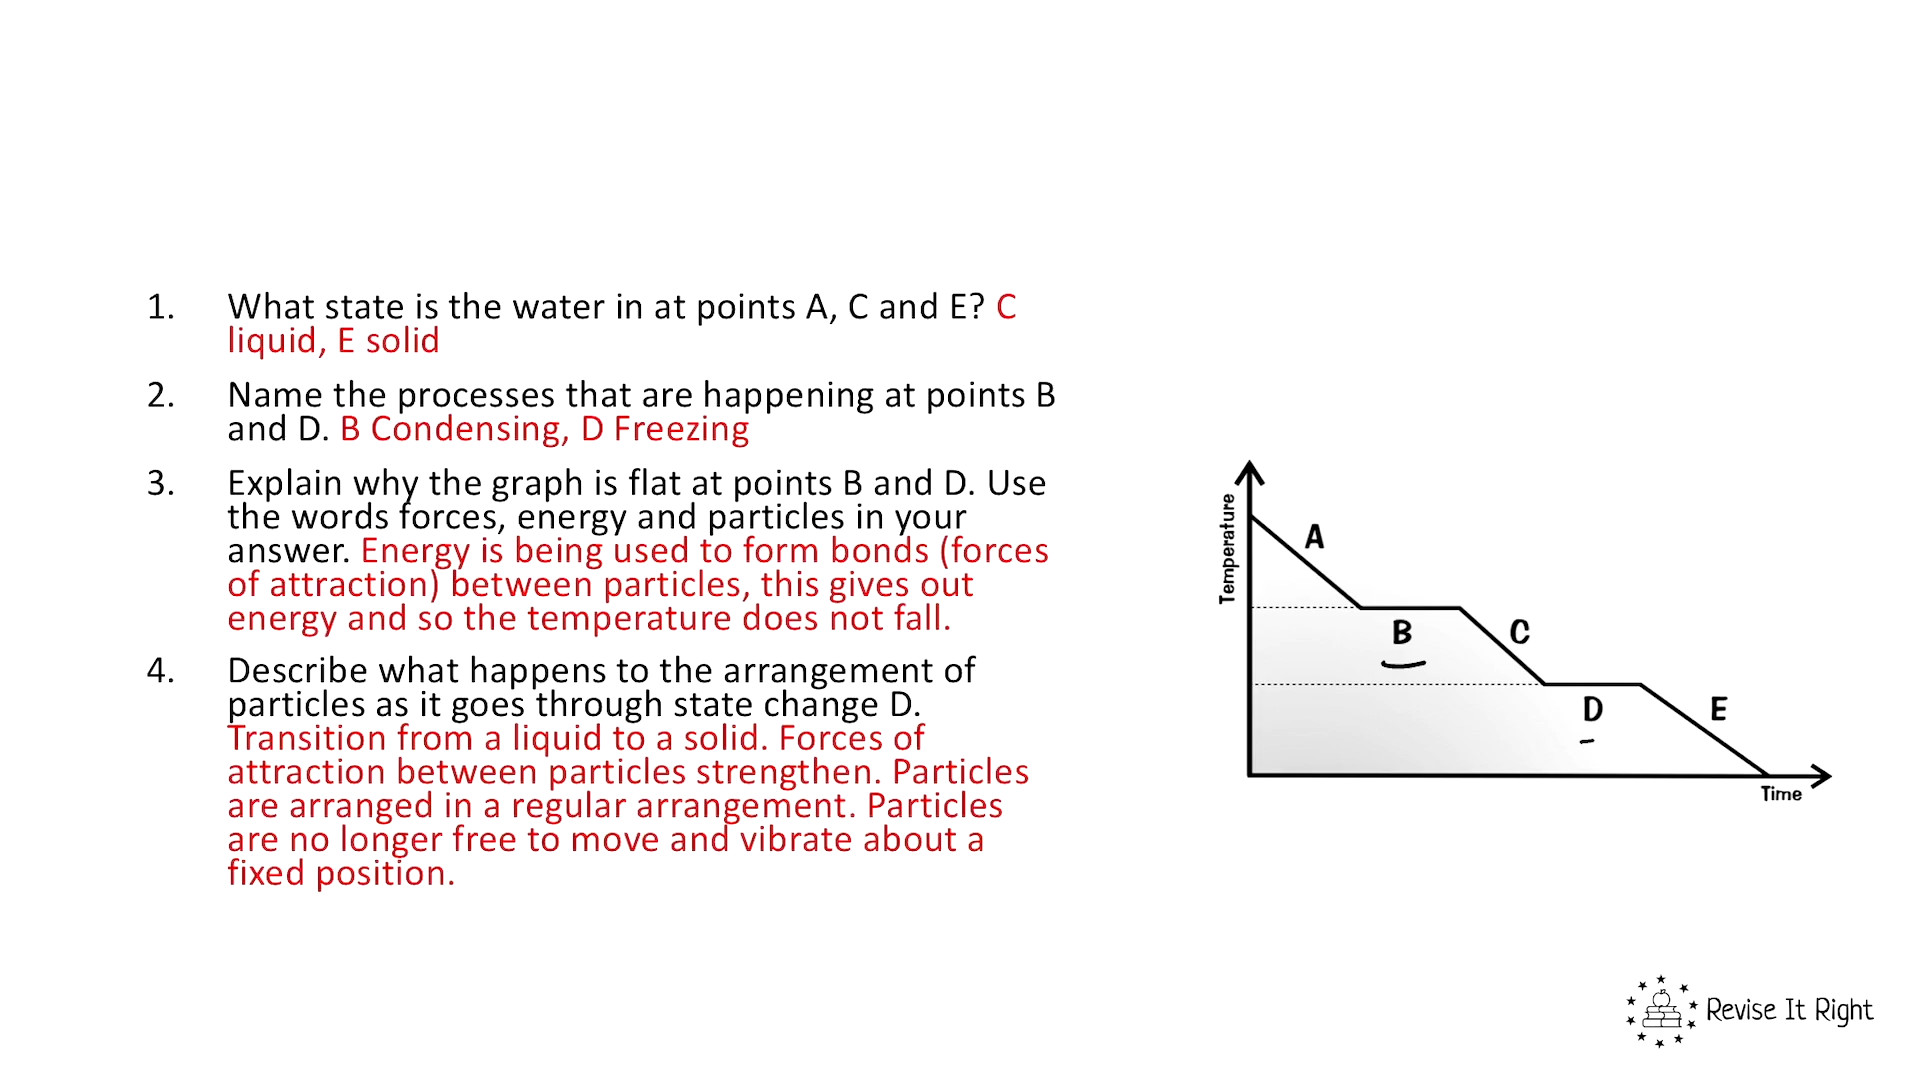 1. What state is the water in at points A, C and E? C
liquid, E solid
2. Name the processes that are happening at points B
and D. B Condensing, D Freezing
3. Explain why the graph is flat at points B and D. Use
the words forces, energy and particles in your
answer. Energy is being used to form bonds (forces
of attraction) between particles, this gives out
energy and so the temperature does not fall.
4. Describe what happens to the arrangement of
particles as it goes through state change D.
Transition from a liquid to a solid. Forces of
attraction between particles strengthen. Particles
are arranged in a regular arrangement. Particles
are no longer free to move and vibrate about a
fixed position.
Temperature
A
B
C
D
E
Time
Revise It Right